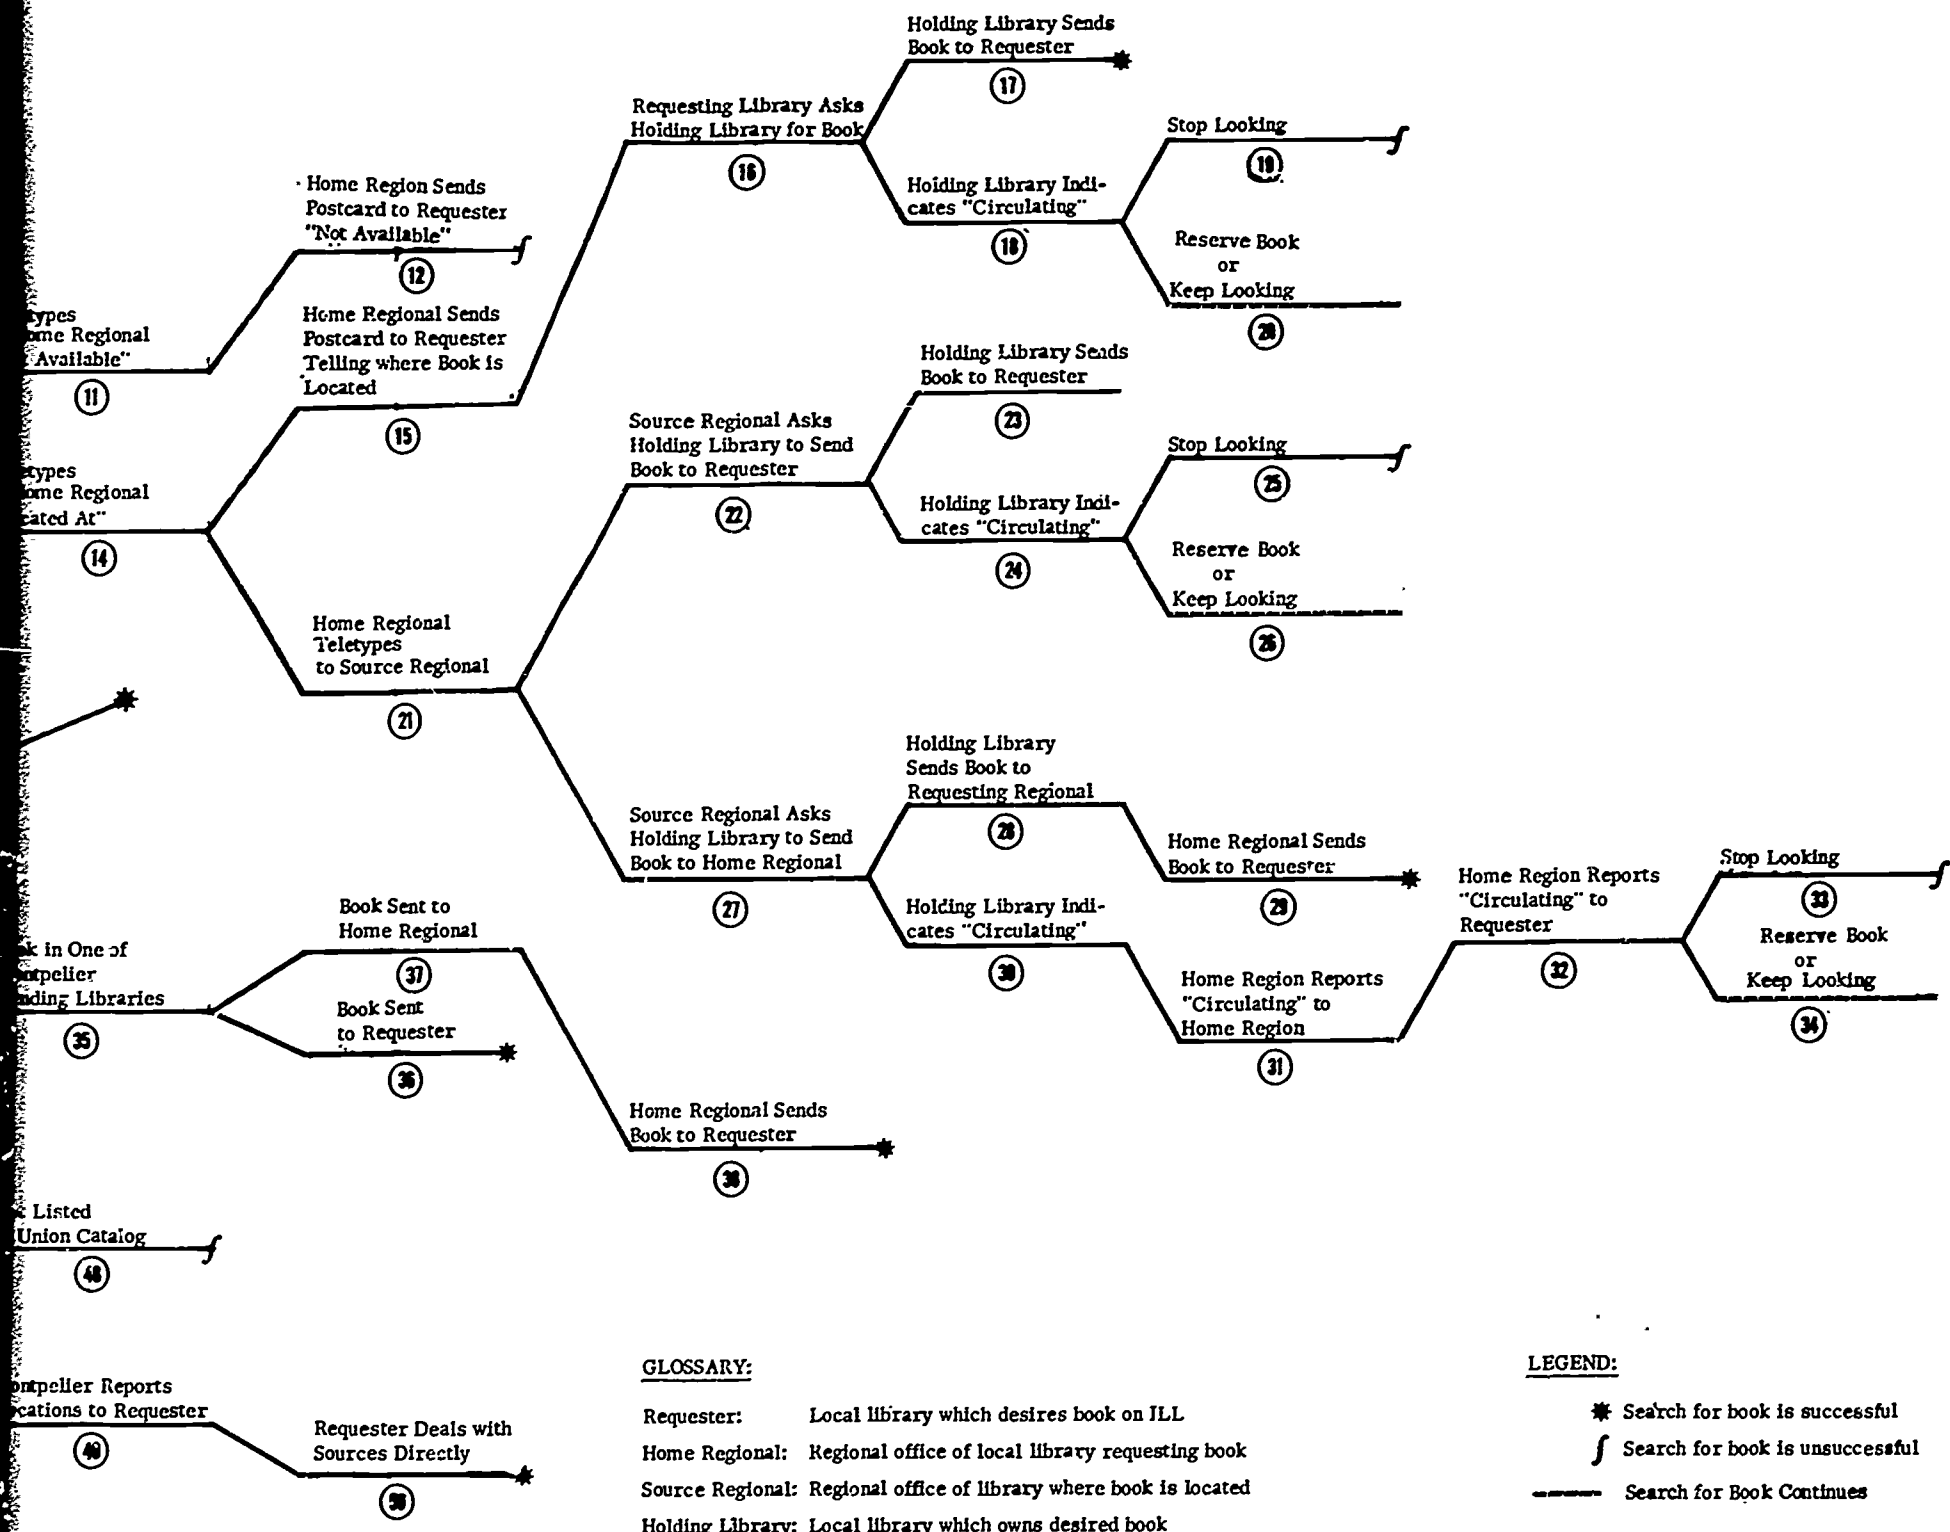 Holding Library Sends
Book to Requester
17
Requesting Library Asks
Holding Library for Book
16
Stop Looking
19
Home Region Sends
Postcard to Requester
"Not Available"
12
Holding Library Indi-
cates "Circulating"
18
Reserve Book
or
Keep Looking
20
Home Regional
Available"
11
Home Regional Sends
Postcard to Requester
Telling where Book is
Located
15
Holding Library Sends
Book to Requester
23
Source Regional Asks
Holding Library to Send
Book to Requester
22
Stop Looking
25
Home Regional
At"
14
Holding Library Indi-
cates "Circulating"
24
Reserve Book
or
Keep Looking
26
Home Regional
Teletypes
to Source Regional
21
Holding Library
Sends Book to
Requesting Regional
28
Source Regional Asks
Holding Library to Send
Book to Home Regional
27
Home Regional Sends
Book to Requester
29
Home Region Reports
"Circulating" to
Requester
32
Stop Looking
33
Book Sent to
Home Regional
37
Holding Library Indi-
cates "Circulating"
30
Reserve Book
or
Keep Looking
34
in One of
Libraries
35
Book Sent
to Requester
36
Home Region Reports
"Circulating" to
Home Region
31
Home Regional Sends
Book to Requester
38
Listed
Union Catalog
48
Reports
to Requester
49
Requester Deals with
Sources Directly
50
GLOSSARY:
Requester: Local library which desires book on ILL
Home Regional: Regional office of local library requesting book
Source Regional: Regional office of library where book is located
Holding Library: Local library which owns desired book
LEGEND:
Search for book is successful
Search for book is unsuccessful
Search for Book Continues